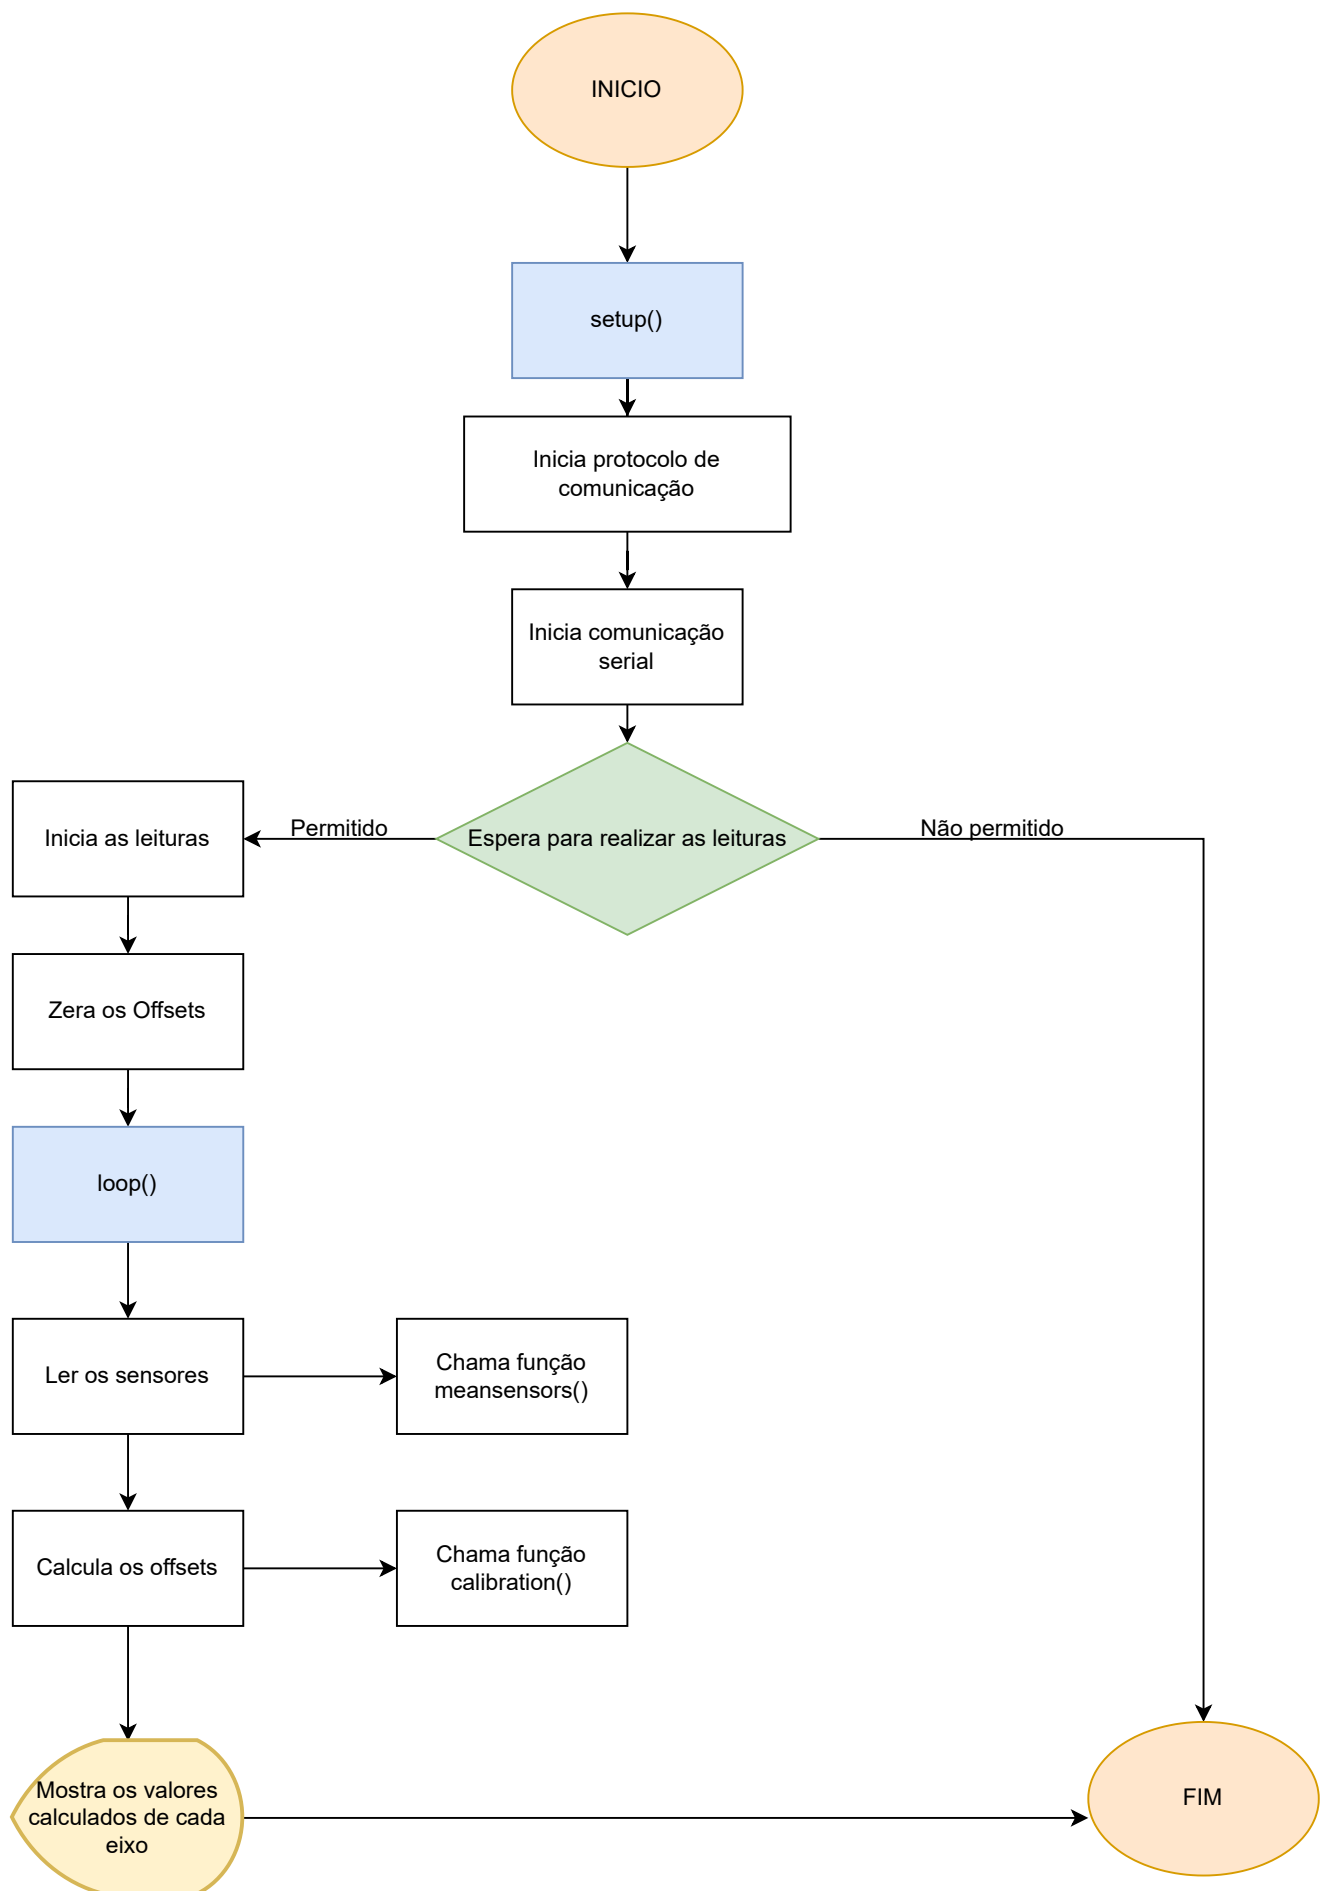 INICIO
setup()
Inicia protocolo de
comunicação
Inicia comunicação
serial
Espera para realizar as leituras
Permitido
Não permitido
Inicia as leituras
Zera os Offsets
loop()
Ler os sensores
Chama função
meansensors()
Calcula os offsets
Chama função
calibration()
Mostra os valores
calculados de cada
eixo
FIM